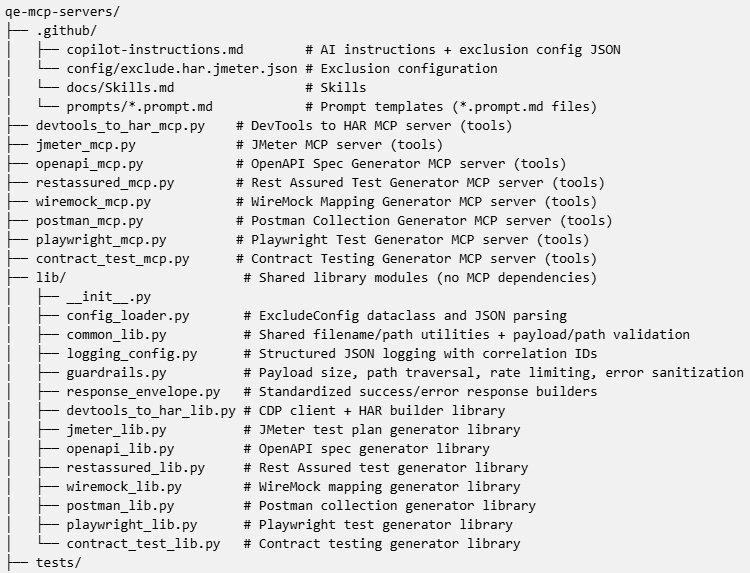 qe-mcp-servers/
├── .github/
│   ├── copilot-instructions.md        # AI instructions + exclusion config JSON
│   └── config/exclude.har.jmeter.json # Exclusion configuration
│   └── docs/Skills.md                 # Skills
│   └── prompts/*.prompt.md            # Prompt templates (*.prompt.md files)
├── devtools_to_har_mcp.py    # DevTools to HAR MCP server (tools)
├── jmeter_mcp.py             # JMeter MCP server (tools)
├── openapi_mcp.py            # OpenAPI Spec Generator MCP server (tools)
├── restassured_mcp.py        # Rest Assured Test Generator MCP server (tools)
├── wiremock_mcp.py           # WireMock Mapping Generator MCP server (tools)
├── postman_mcp.py            # Postman Collection Generator MCP server (tools)
├── playwright_mcp.py         # Playwright Test Generator MCP server (tools)
├── contract_test_mcp.py      # Contract Testing Generator MCP server (tools)
├── lib/                       # Shared library modules (no MCP dependencies)
│   ├── __init__.py
│   ├── config_loader.py       # ExcludeConfig dataclass and JSON parsing
│   ├── common_lib.py          # Shared filename/path utilities + payload/path validation
│   ├── logging_config.py      # Structured JSON logging with correlation IDs
│   ├── guardrails.py          # Payload size, path traversal, rate limiting, error sanitization
│   ├── response_envelope.py   # Standardized success/error response builders
│   ├── devtools_to_har_lib.py # CDP client + HAR builder library
│   ├── jmeter_lib.py          # JMeter test plan generator library
│   ├── openapi_lib.py         # OpenAPI spec generator library
│   ├── restassured_lib.py     # Rest Assured test generator library
│   ├── wiremock_lib.py        # WireMock mapping generator library
│   ├── postman_lib.py         # Postman collection generator library
│   ├── playwright_lib.py      # Playwright test generator library
│   └── contract_test_lib.py   # Contract testing generator library
├── tests/